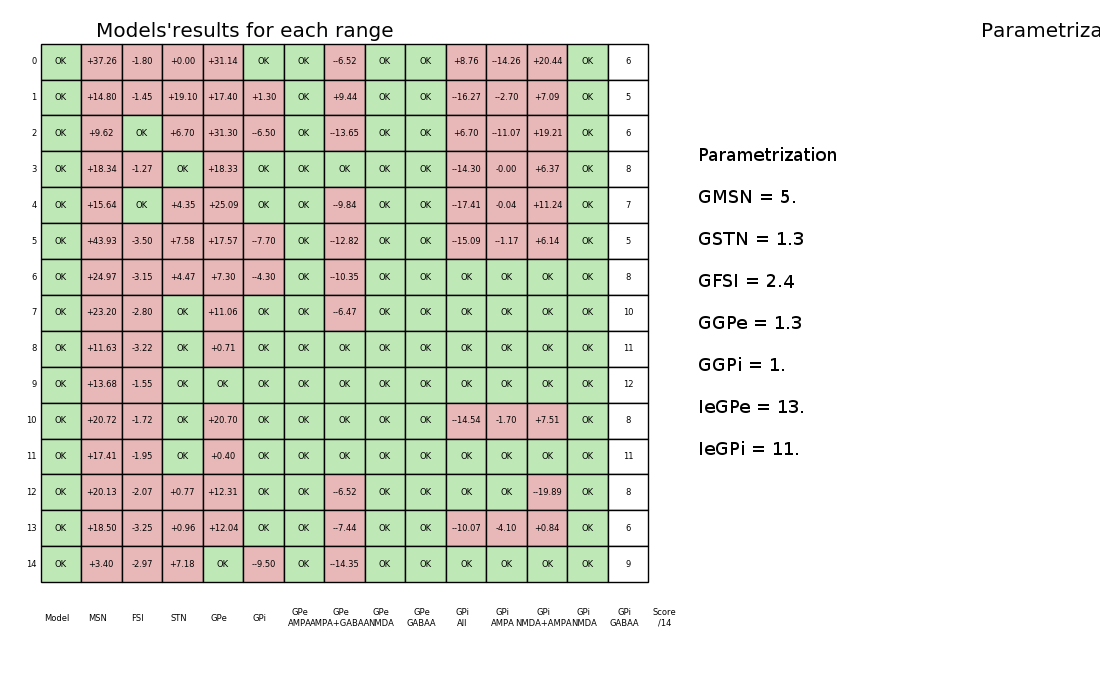 Models'results for each range
Parametriza
0 OK +37.26 -1.80 +0.00 +31.14 OK OK --6.52 OK OK +8.76 --14.26 +20.44 OK 6
1 OK +14.80 -1.45 +19.10 +17.40 +1.30 OK +9.44 OK OK --16.27 --2.70 +7.09 OK 5
2 OK +9.62 OK +6.70 +31.30 --6.50 OK --13.65 OK OK +6.70 --11.07 +19.21 OK 6
3 OK +18.34 -1.27 OK +18.33 OK OK OK OK OK --14.30 -0.00 +6.37 OK 8
4 OK +15.64 OK +4.35 +25.09 OK OK --9.84 OK OK --17.41 -0.04 +11.24 OK 7
5 OK +43.93 -3.50 +7.58 +17.57 --7.70 OK --12.82 OK OK --15.09 --1.17 +6.14 OK 5
6 OK +24.97 -3.15 +4.47 +7.30 --4.30 OK --10.35 OK OK OK OK OK OK 8
7 OK +23.20 -2.80 OK +11.06 OK OK --6.47 OK OK OK OK OK OK 10
8 OK +11.63 -3.22 OK +0.71 OK OK OK OK OK OK OK OK OK 11
9 OK +13.68 -1.55 OK OK OK OK OK OK OK OK OK OK OK 12
10 OK +20.72 -1.72 OK +20.70 OK OK OK OK OK --14.54 -1.70 +7.51 OK 8
11 OK +17.41 -1.95 OK +0.40 OK OK OK OK OK OK OK OK OK 11
12 OK +20.13 -2.07 +0.77 +12.31 OK OK --6.52 OK OK OK OK --19.89 OK 8
13 OK +18.50 -3.25 +0.96 +12.04 OK OK --7.44 OK OK --10.07 -4.10 +0.84 OK 6
14 OK +3.40 -2.97 +7.18 OK --9.50 OK --14.35 OK OK OK OK OK OK 9
Model MSN FSI STN GPe GPi GPe GPe GPe GPe GPi GPi GPi GPi GPi Score
AMPA AMPA+GABAA NMDA GABAA All AMPA NMDA+AMPA NMDA GABAA /14
Parametrization
GMSN = 5.
GSTN = 1.3
GFSI = 2.4
GGPe = 1.3
GGPi = 1.
IeGPe = 13.
IeGPi = 11.